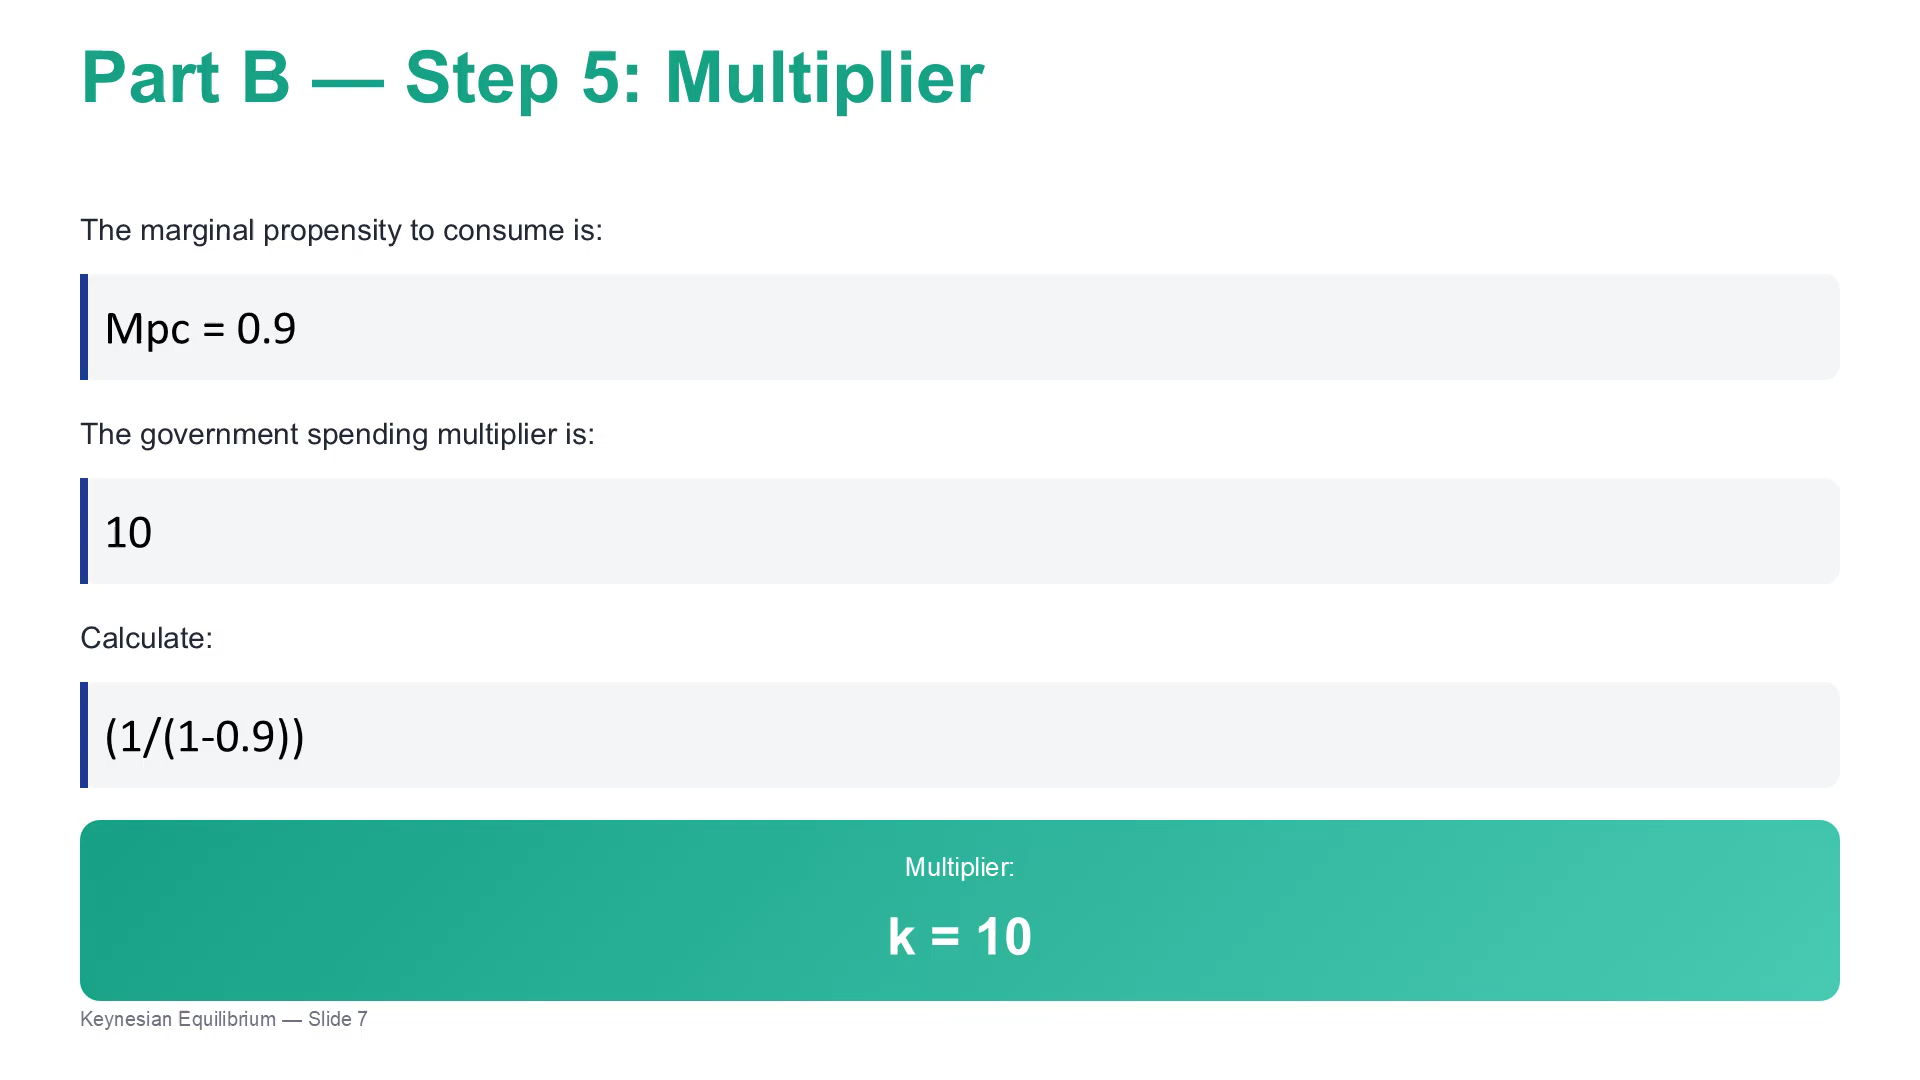 Part B — Step 5: Multiplier
The marginal propensity to consume is:
Mpc = 0.9
The government spending multiplier is:
10
Calculate:
(1/(1-0.9))
Multiplier:
k = 10
Keynesian Equilibrium — Slide 7